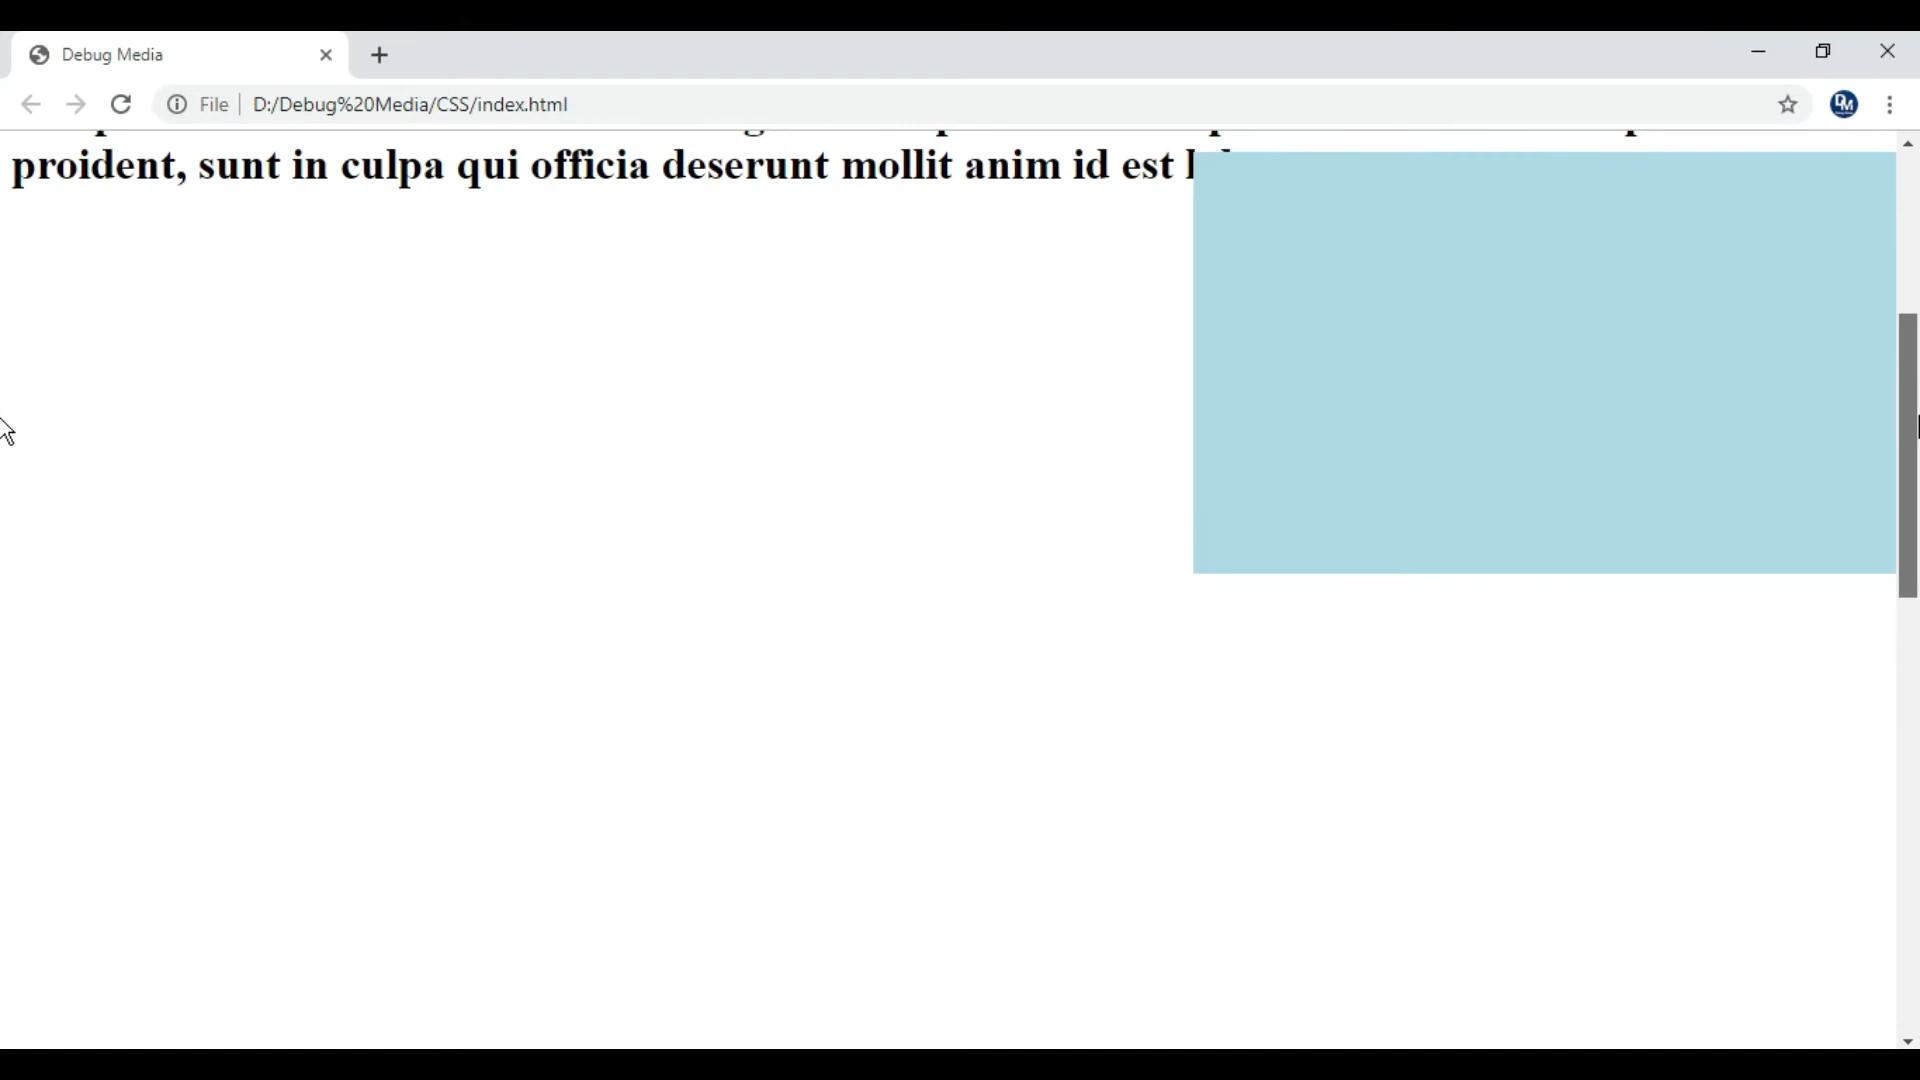 Debug Media
File
D:/Debug%20Media/CSS/index.html
DM
proident, sunt in culpa qui officia deserunt mollit anim id est